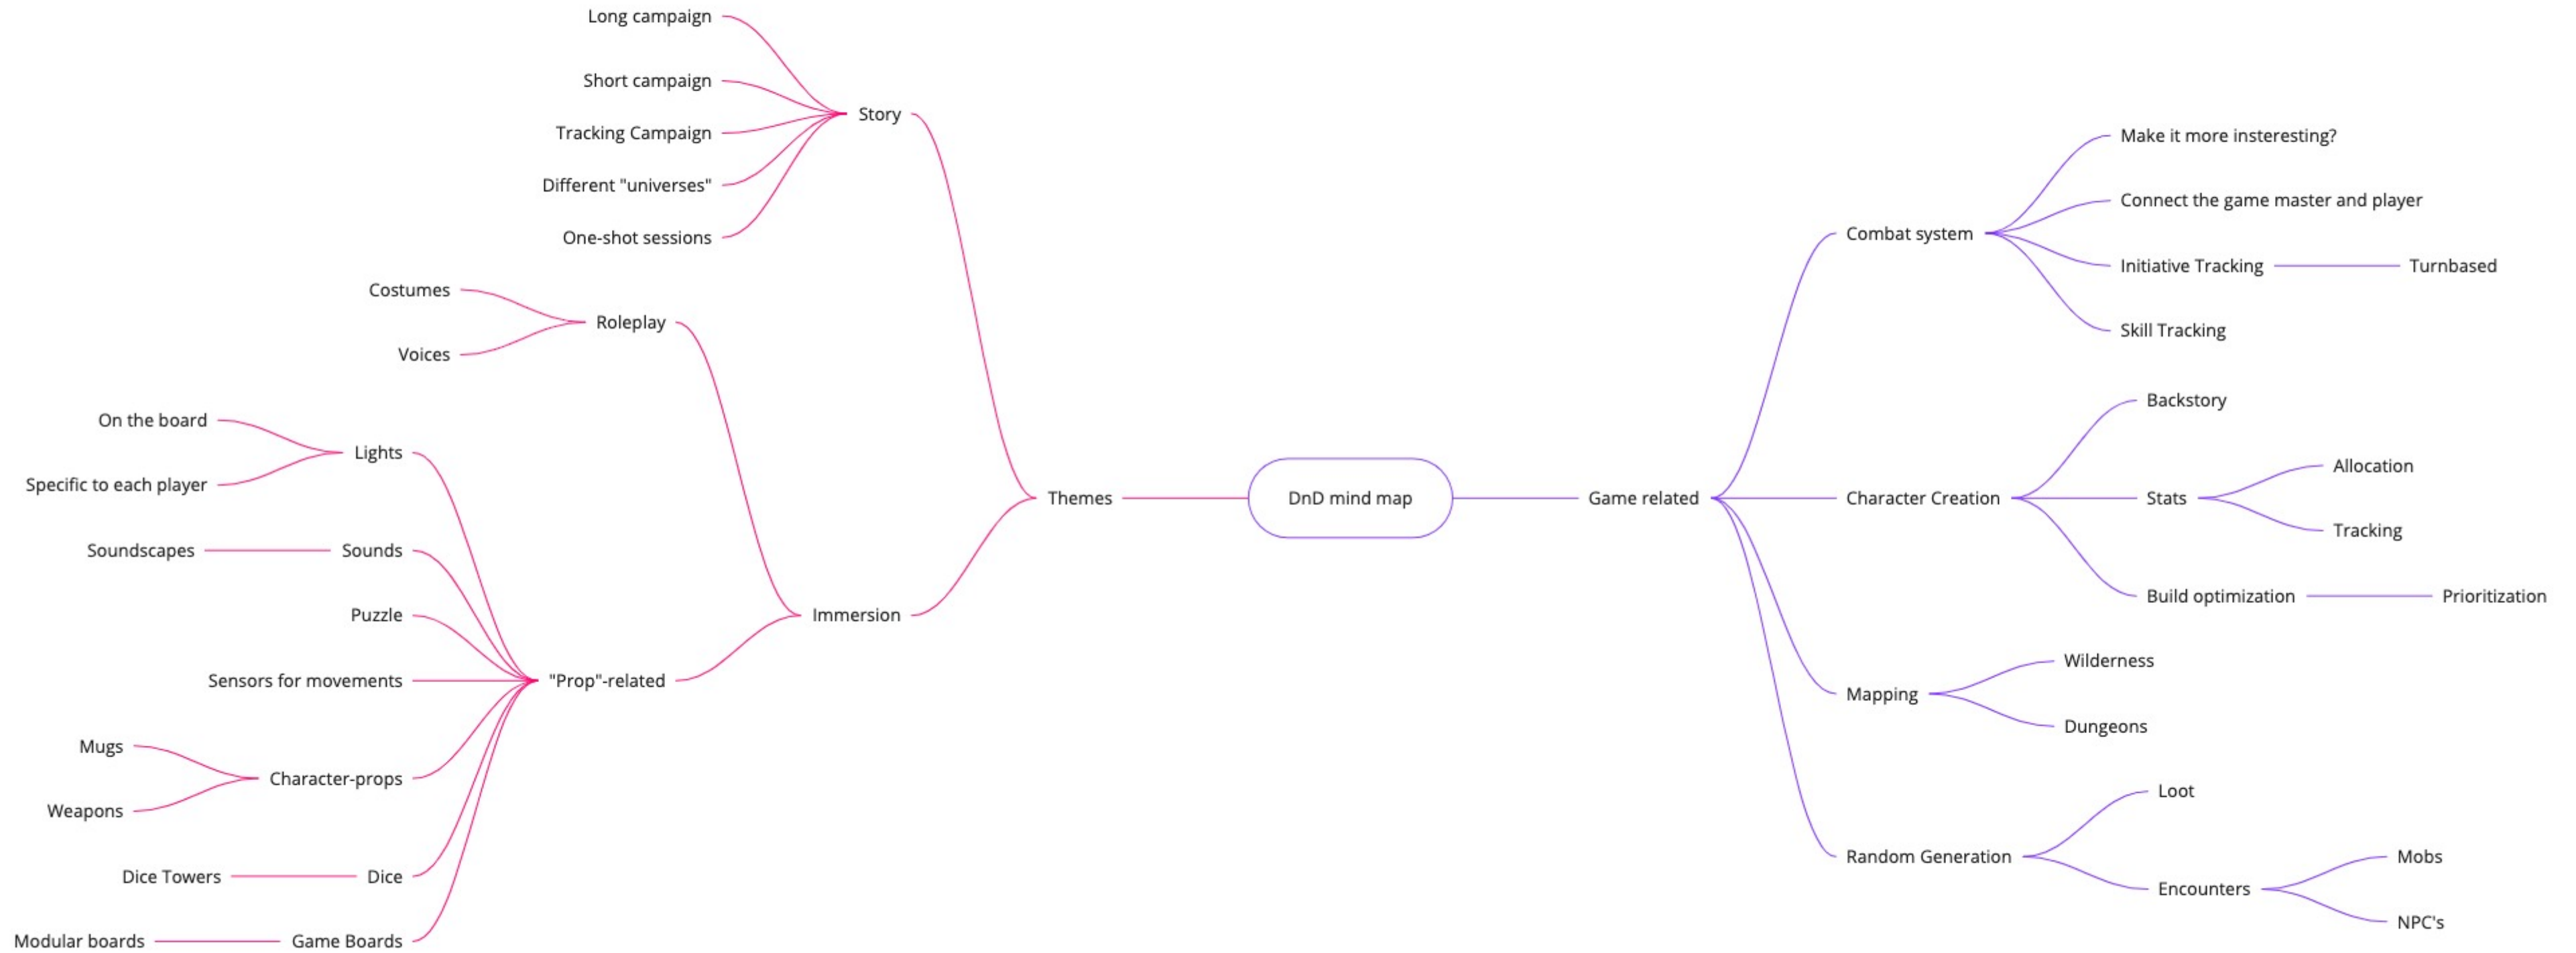 Long campaign
Short campaign
Tracking Campaign
Different "universes"
One-shot sessions
Story
Costumes
Voices
Roleplay
On the board
Specific to each player
Lights
Soundscapes
Sounds
Puzzle
Sensors for movements
"Prop"-related
Mugs
Weapons
Character-props
Dice Towers
Dice
Modular boards
Game Boards
Immersion
Themes
DnD mind map
Game related
Combat system
Make it more insteresting?
Connect the game master and player
Initiative Tracking
Turnbased
Skill Tracking
Character Creation
Backstory
Stats
Allocation
Tracking
Build optimization
Prioritization
Mapping
Wilderness
Dungeons
Random Generation
Loot
Encounters
Mobs
NPC's